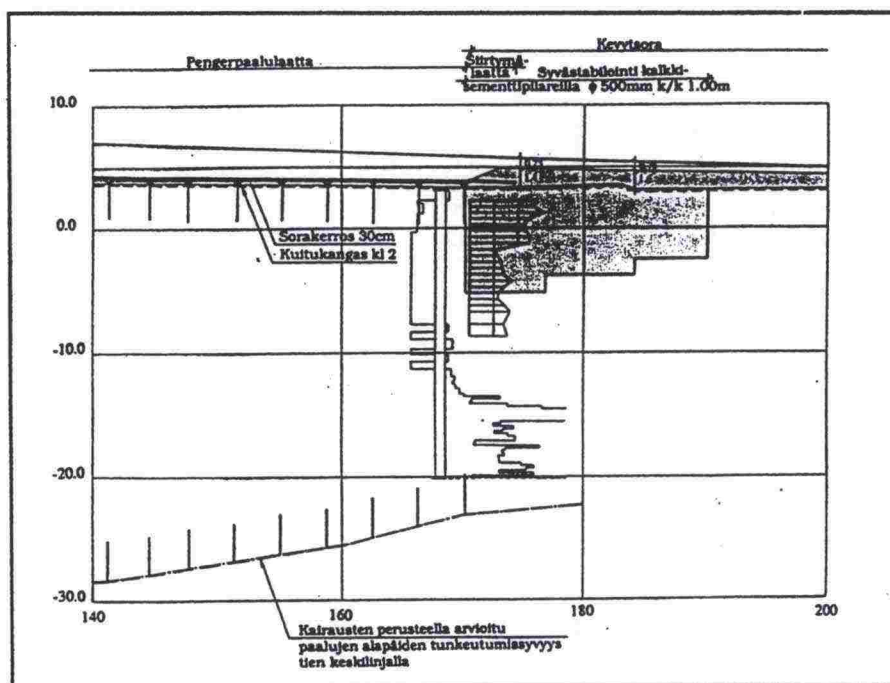 Kevytsora
Pengerpaalulaatta
Siirtymä-
laatta
Syvästabilointi kalkki-
sementtipilareilla ϕ 500mm k/k 1.00m
10.0
0.0
Sorakerros 30cm
Kuitukangas kl 2
-10.0
-20.0
-30.0
140
160
180
200
Kairausten perusteella arvioitu
paalujen alapäiden tunkeutumissyvyys
tien keskilinjalla